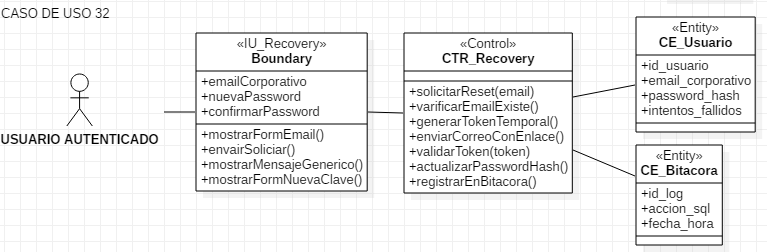 CASO DE USO 32
USUARIO AUTENTICADO
«IU_Recovery»
Boundary
+emailCorporativo
+nuevaPassword
+confirmarPassword
+mostrarFormEmail()
+envairSoliciar()
+mostrarMensajeGenerico()
+mostrarFormNuevaClave()
«Control»
CTR_Recovery
+solicitarReset(email)
+varificarEmailExiste()
+generarTokenTemporal()
+enviarCorreoConEnlace()
+validarToken(token)
+actualizarPasswordHash()
+registrarEnBitacora()
«Entity»
CE_Usuario
+id_usuario
+email_corporativo
+password_hash
+intentos_fallidos
«Entity»
CE_Bitacora
+id_log
+accion_sql
+fecha_hora